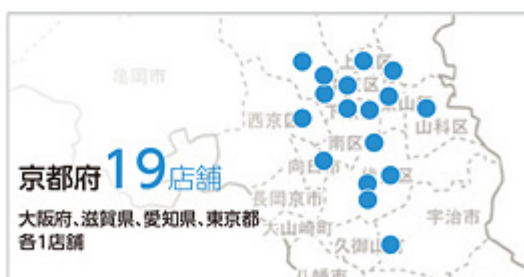 亀岡市
西京区
山科区
南区
向日市
京都府19店舗
長岡京市
大阪府、滋賀県、愛知県、東京都
各1店舗
大山崎町
宇治市
久御山町
八幡市